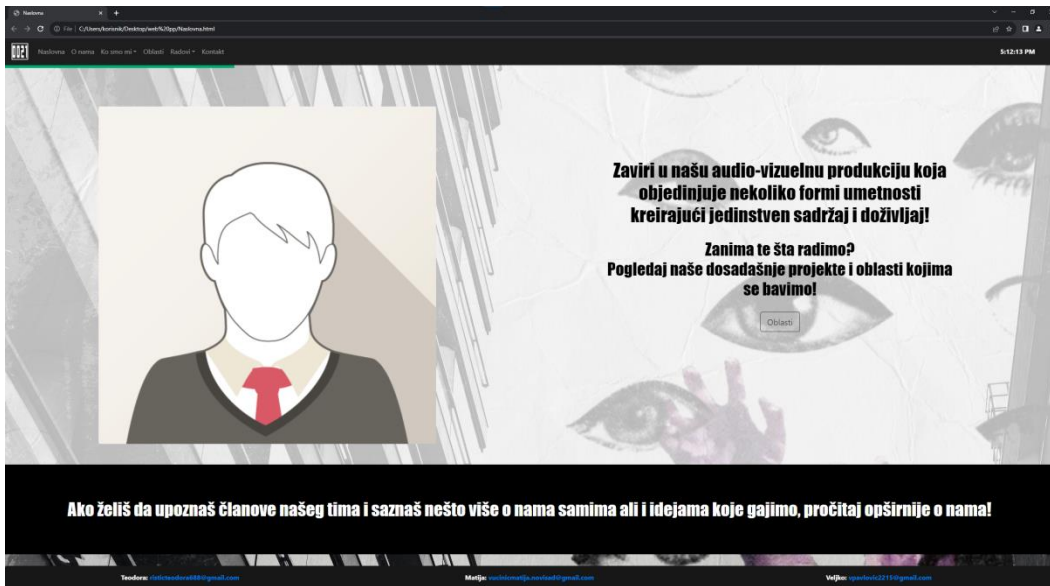 Naslovna
File C:/Users/korisnik/Desktop/web%20pp/Naslovna.html
Naslovna O nama Ko smo mi Oblasti Radovi Kontakt 5:12:13 PM
Zaviri u našu audio-vizuelnu produkciju koja
objedinjuje nekoliko formi umetnosti
kreirajući jedinstven sadržaj i doživljaj!
Zanima te šta radimo?
Pogledaj naše dosadašnje projekte i oblasti kojima
se bavimo!
Oblasti
Ako želiš da upoznaš članove našeg tima i saznaš nešto više o nama samima ali i idejama koje gajimo, pročitaj opširnije o nama!
Teodora: Matija: Veljko: